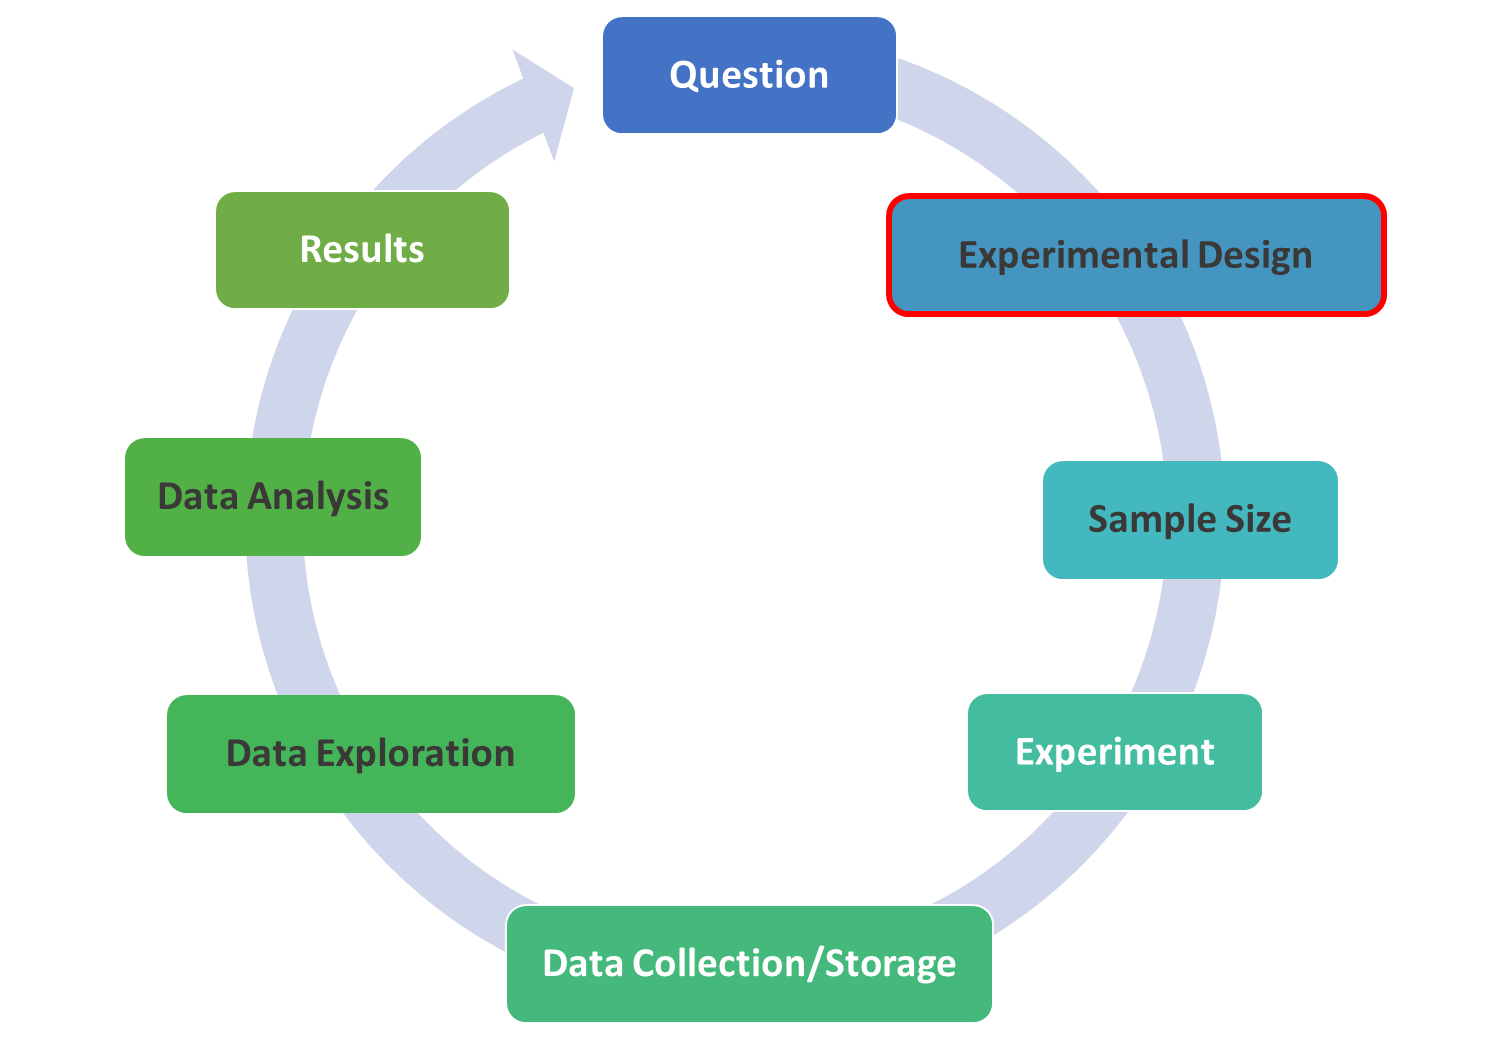 Question
Experimental Design
Sample Size
Experiment
Data Collection/Storage
Data Exploration
Data Analysis
Results